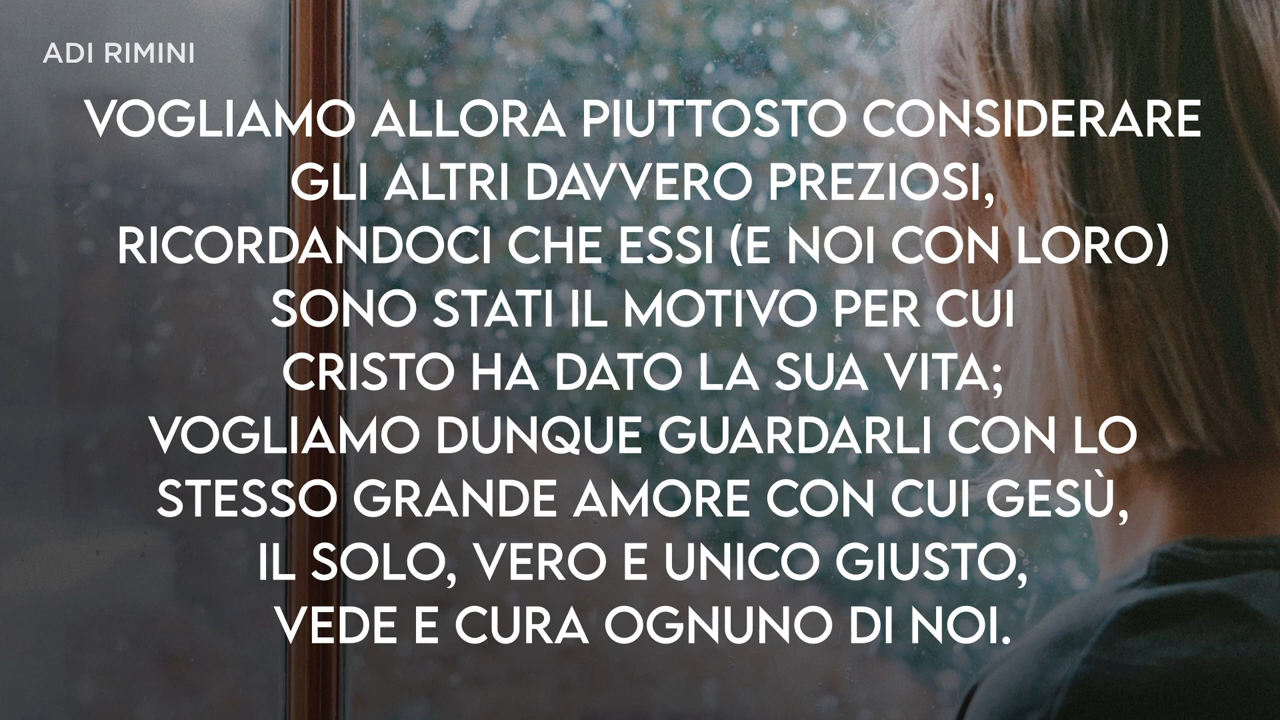 ADI RIMINI
VOGLIAMO ALLORA PIUTTOSTO CONSIDERARE
GLI ALTRI DAVVERO PREZIOSI,
RICORDANDOCI CHE ESSI (E NOI CON LORO)
SONO STATI IL MOTIVO PER CUI
CRISTO HA DATO LA SUA VITA;
VOGLIAMO DUNQUE GUARDARLI CON LO
STESSO GRANDE AMORE CON CUI GESÙ,
IL SOLO, VERO E UNICO GIUSTO,
VEDE E CURA OGNUNO DI NOI.